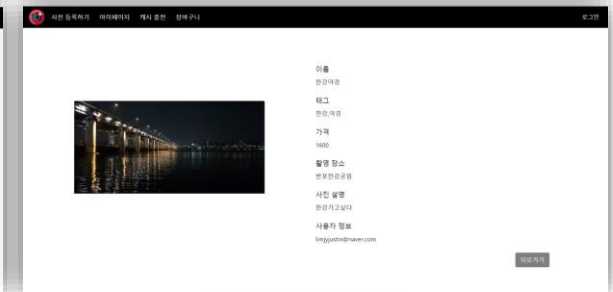 사진 등록하기 마이페이지 캐시 충전 장바구니 로그인
이름
한강야경
태그
한강,야경
가격
1600
촬영 장소
반포한강공원
사진 설명
한강가고싶다
사용자 정보
limjyjustin@naver.com
뒤로가기